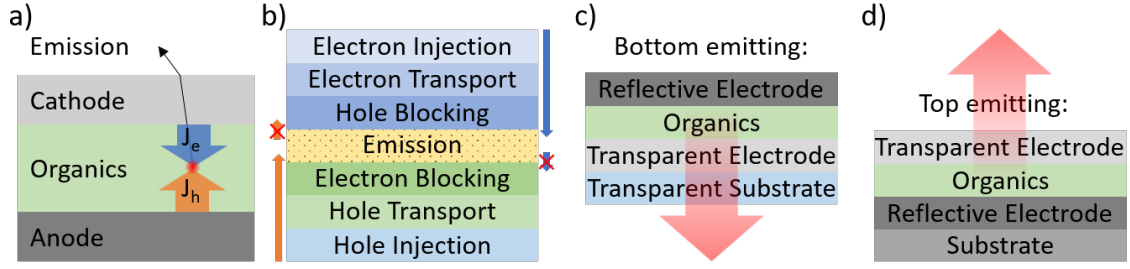 a)
Emission
Cathode
Organics
Anode
Je
Jh
b)
Electron Injection
Electron Transport
Hole Blocking
Emission
Electron Blocking
Hole Transport
Hole Injection
c)
Bottom emitting:
Reflective Electrode
Organics
Transparent Electrode
Transparent Substrate
d)
Top emitting:
Transparent Electrode
Organics
Reflective Electrode
Substrate